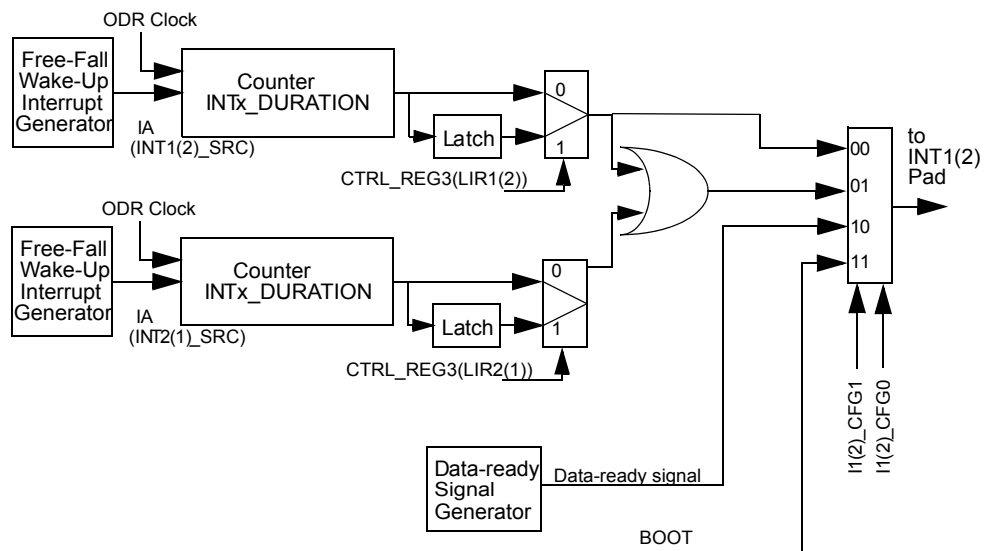 ODR Clock
Free-Fall
Wake-Up
Interrupt
Generator
Counter
INTx_DURATION
IA
(INT1(2)_SRC)
Latch
0
1
CTRL_REG3(LIR1(2))
00
01
10
11
to
INT1(2)
Pad
ODR Clock
Free-Fall
Wake-Up
Interrupt
Generator
Counter
INTx_DURATION
IA
(INT2(1)_SRC)
Latch
0
1
CTRL_REG3(LIR2(1))
I1(2)_CFG1
I1(2)_CFG0
Data-ready
Signal
Generator
Data-ready signal
BOOT